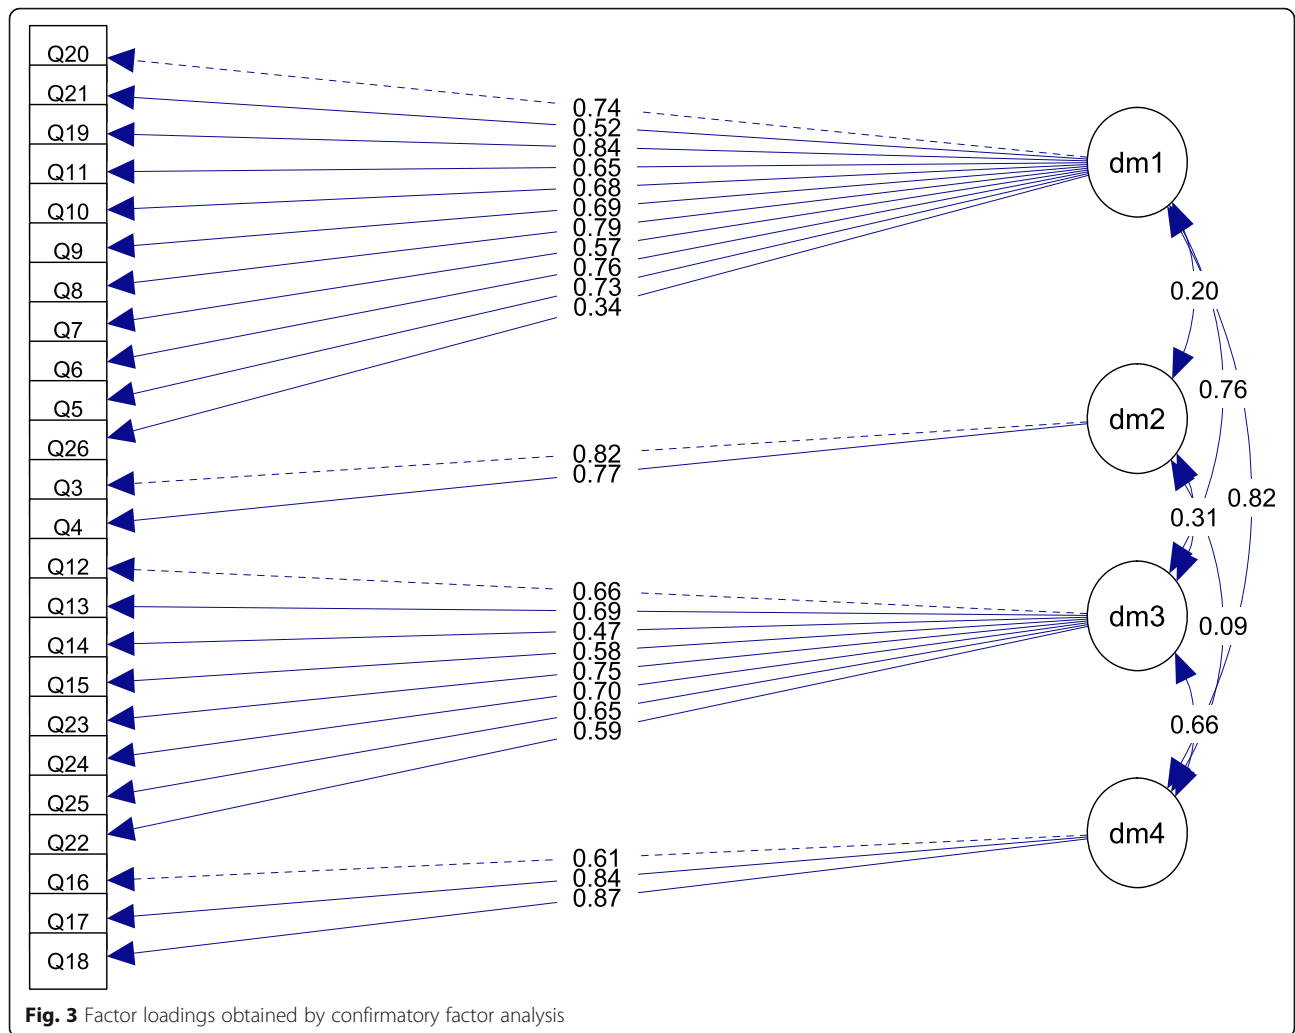 Q20
Q21
Q19
Q11
Q10
Q9
Q8
Q7
Q6
Q5
Q26
Q3
Q4
Q12
Q13
Q14
Q15
Q23
Q24
Q25
Q22
Q16
Q17
Q18
0.74
0.52
0.84
0.65
0.68
0.69
0.79
0.57
0.76
0.73
0.34
0.82
0.77
0.66
0.69
0.47
0.58
0.75
0.70
0.65
0.59
0.61
0.84
0.87
dm1
dm2
dm3
dm4
0.20
0.76
0.82
0.31
0.09
0.66
Fig. 3 Factor loadings obtained by confirmatory factor analysis